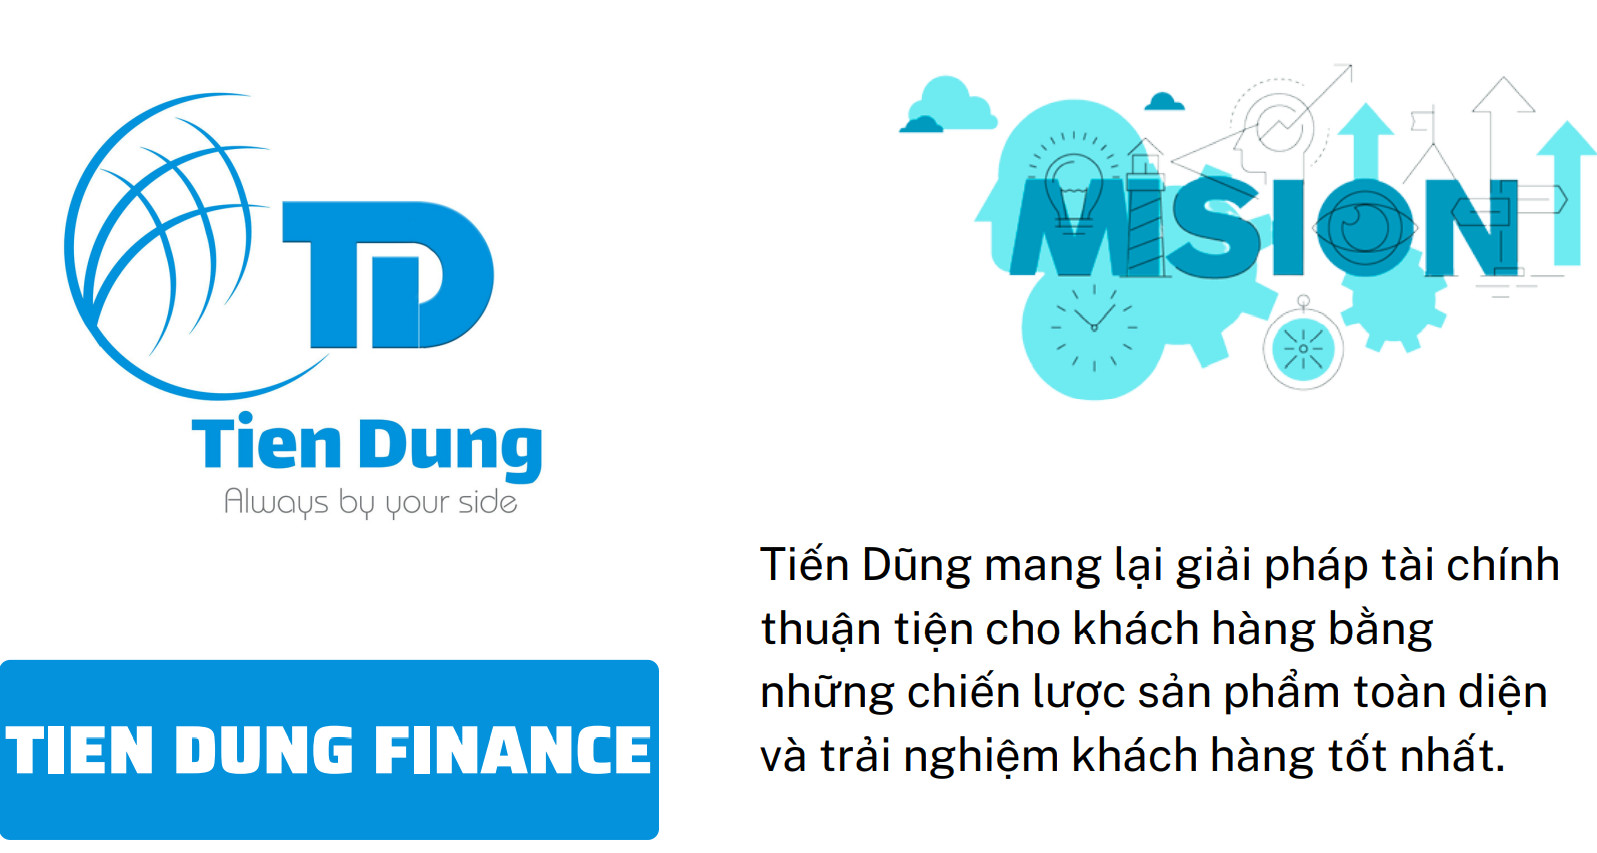 TD
Tien Dung
Always by your side
TIEN DUNG FINANCE
MISION
Tiến Dũng mang lại giải pháp tài chính
thuận tiện cho khách hàng bằng
những chiến lược sản phẩm toàn diện
và trải nghiệm khách hàng tốt nhất.